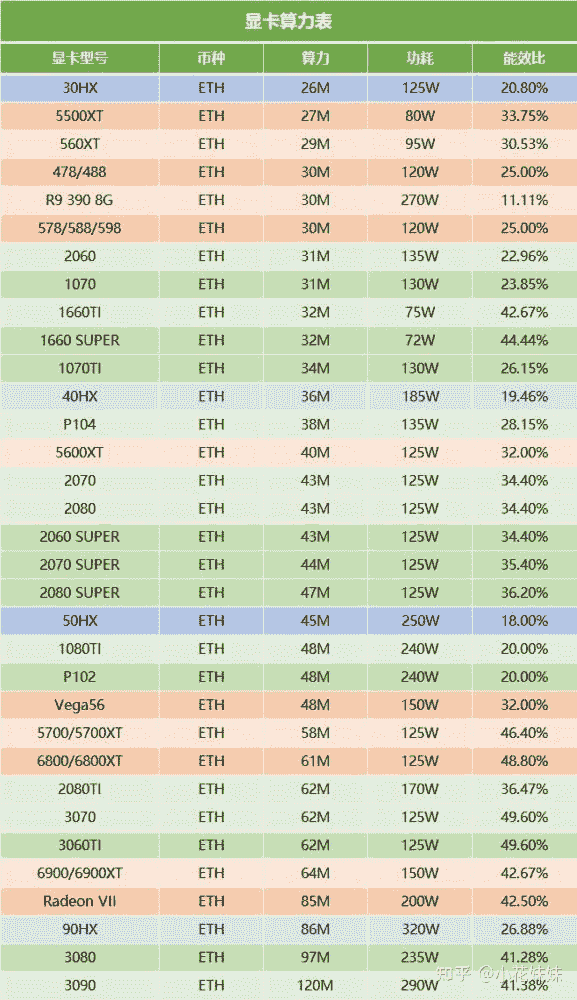 显卡算力表
显卡型号 币种 算力 功耗 能效比
30HX ETH 26M 125W 20.80%
5500XT ETH 27M 80W 33.75%
560XT ETH 29M 95W 30.53%
478/488 ETH 30M 120W 25.00%
R9 390 8G ETH 30M 270W 11.11%
578/588/598 ETH 30M 120W 25.00%
2060 ETH 31M 135W 22.96%
1070 ETH 31M 130W 23.85%
1660TI ETH 32M 75W 42.67%
1660 SUPER ETH 32M 72W 44.44%
1070TI ETH 34M 130W 26.15%
40HX ETH 36M 185W 19.46%
P104 ETH 38M 135W 28.15%
5600XT ETH 40M 125W 32.00%
2070 ETH 43M 125W 34.40%
2080 ETH 43M 125W 34.40%
2060 SUPER ETH 43M 125W 34.40%
2070 SUPER ETH 44M 125W 35.40%
2080 SUPER ETH 47M 125W 36.20%
50HX ETH 45M 250W 18.00%
1080TI ETH 48M 240W 20.00%
P102 ETH 48M 240W 20.00%
Vega56 ETH 48M 150W 32.00%
5700/5700XT ETH 58M 125W 46.40%
6800/6800XT ETH 61M 125W 48.80%
2080TI ETH 62M 170W 36.47%
3070 ETH 62M 125W 49.60%
3060TI ETH 62M 125W 49.60%
6900/6900XT ETH 64M 150W 42.67%
Radeon VII ETH 85M 200W 42.50%
90HX ETH 86M 320W 26.88%
3080 ETH 97M 235W 41.28%
3090 ETH 120M 290W 41.38%
知乎 @小花妹妹